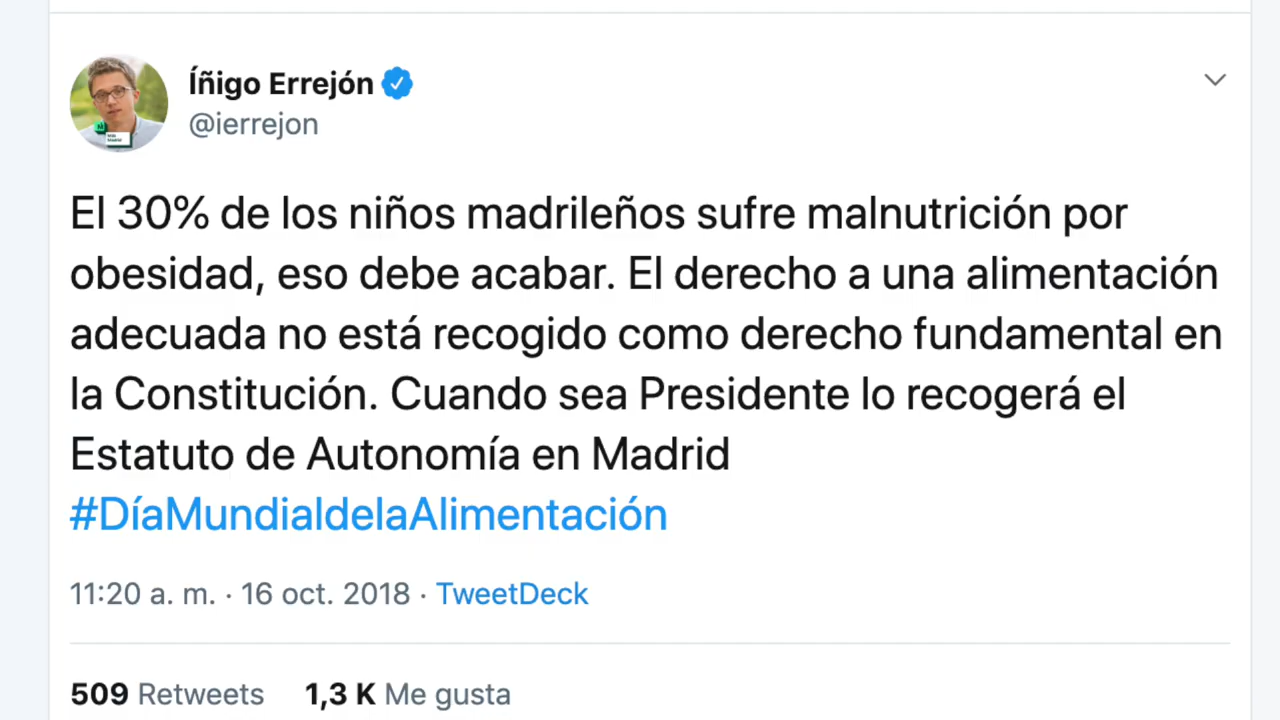 Íñigo Errejón
@ierrejon
El 30% de los niños madrileños sufre malnutrición por
obesidad, eso debe acabar. El derecho a una alimentación
adecuada no está recogido como derecho fundamental en
la Constitución. Cuando sea Presidente lo recogerá el
Estatuto de Autonomía en Madrid
#DíaMundialdelaAlimentación
11:20 a. m. · 16 oct. 2018 · TweetDeck
509 Retweets 1,3 K Me gusta